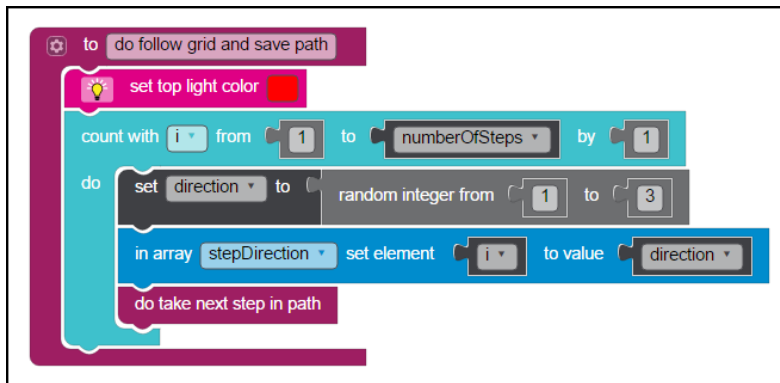 to do follow grid and save path
set top light color
count with i from 1 to numberOfSteps by 1
do set direction to random integer from 1 to 3
in array stepDirection set element i to value direction
do take next step in path